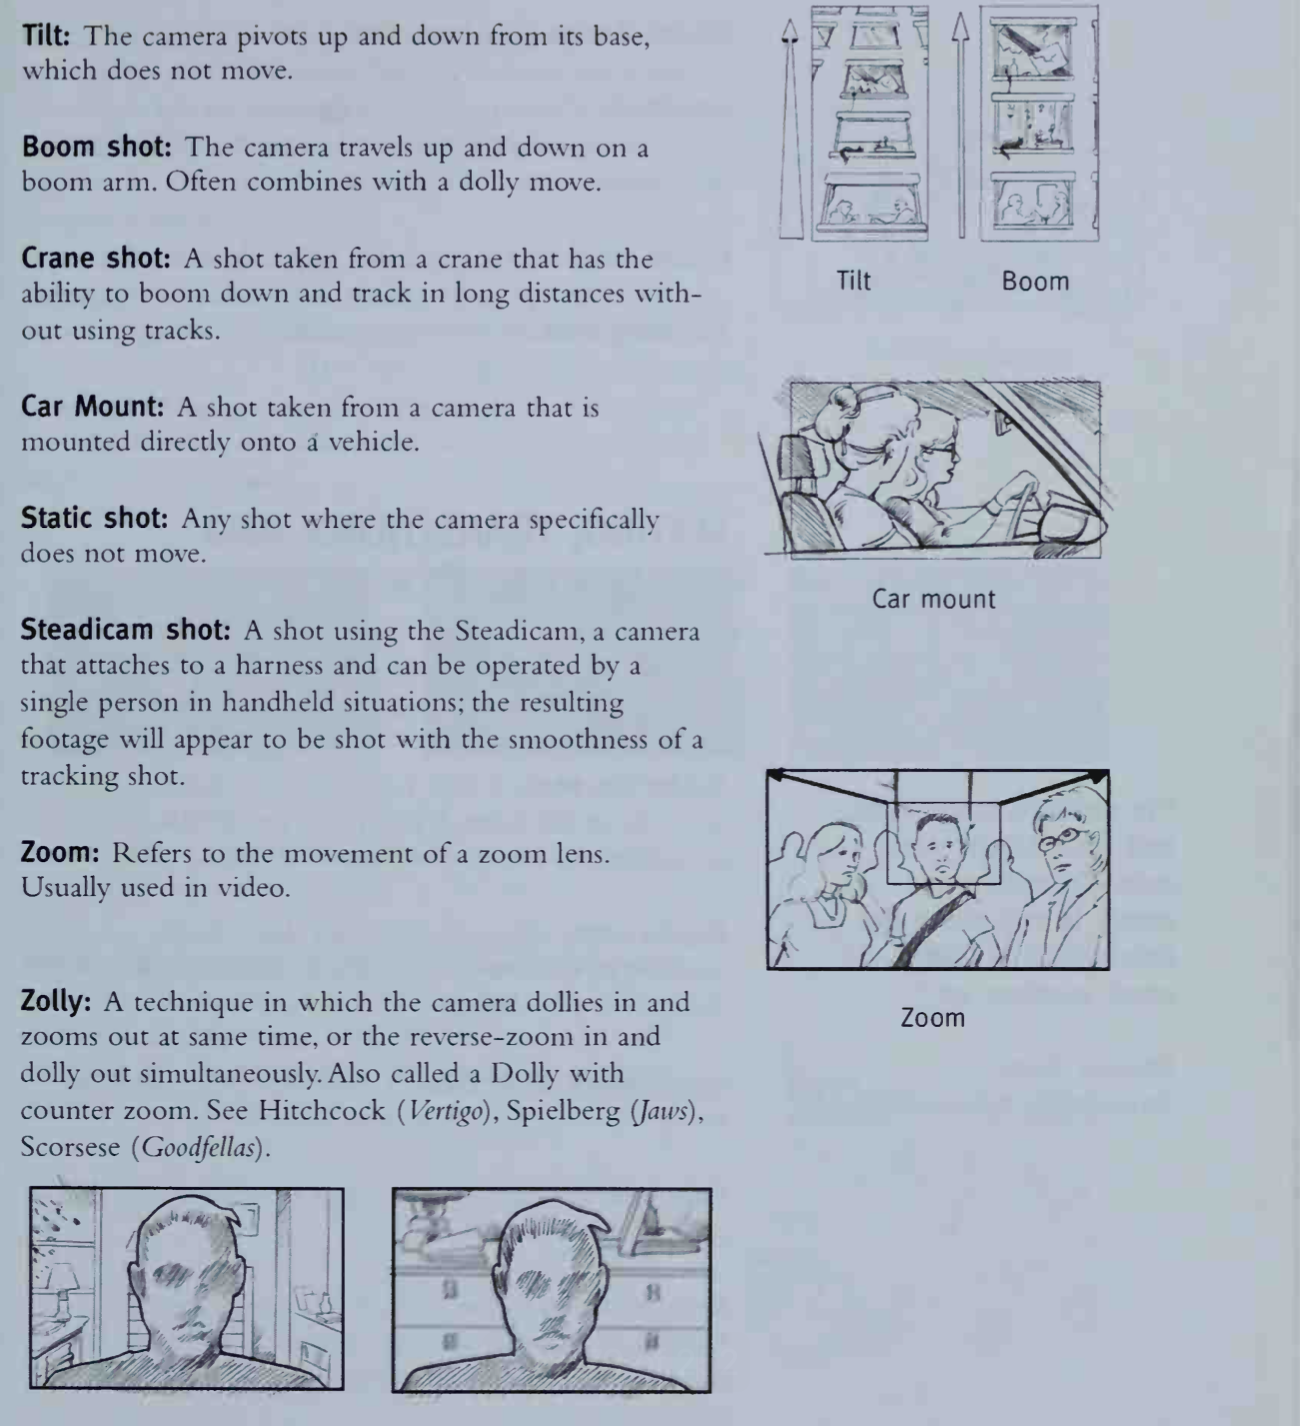 Tilt: The camera pivots up and down from its base,
which does not move.
Boom shot: The camera travels up and down on a
boom arm. Often combines with a dolly move.
Crane shot: A shot taken from a crane that has the
ability to boom down and track in long distances with-
out using tracks.
Car Mount: A shot taken from a camera that is
mounted directly onto a vehicle.
Static shot: Any shot where the camera specifically
does not move.
Steadicam shot: A shot using the Steadicam, a camera
that attaches to a harness and can be operated by a
single person in handheld situations; the resulting
footage will appear to be shot with the smoothness of a
tracking shot.
Zoom: Refers to the movement of a zoom lens.
Usually used in video.
Zolly: A technique in which the camera dollies in and
zooms out at same time, or the reverse-zoom in and
dolly out simultaneously. Also called a Dolly with
counter zoom. See Hitchcock (Vertigo), Spielberg (Jaws),
Scorsese (Goodfellas).
Tilt
Boom
Car mount
Zoom